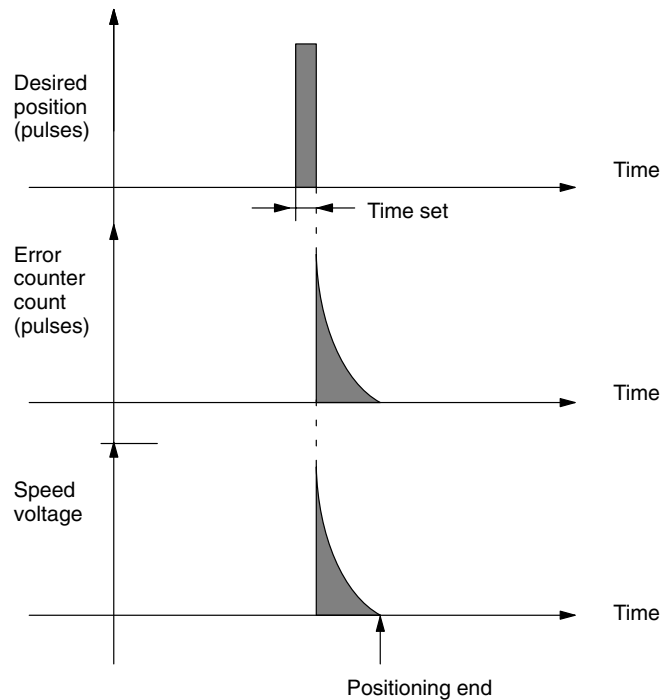 Desired
position
(pulses)
Time
Time set
Error
counter
count
(pulses)
Time
Speed
voltage
Time
Positioning end